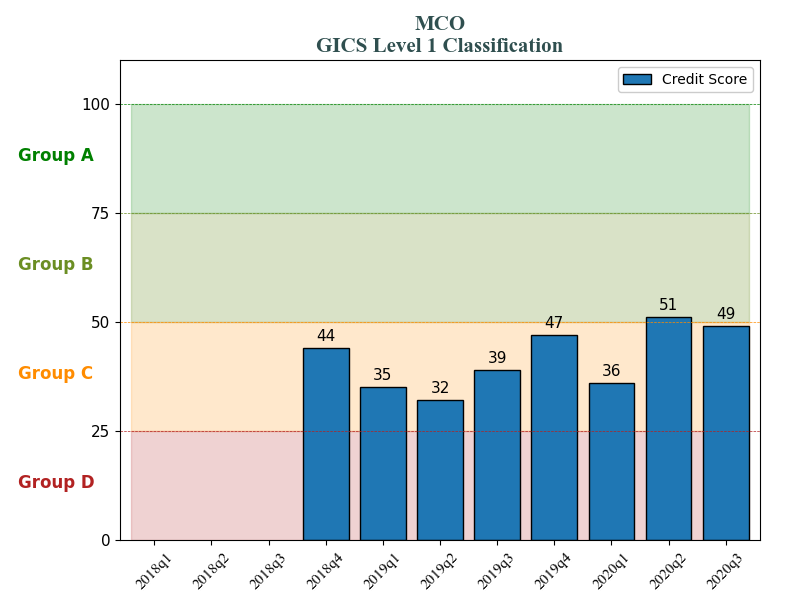 MCO
GICS Level 1 Classification
Credit Score
100
Group A
75
Group B
51
49
50
47
44
39
Group C
36
35
32
25
Group D
0
2018q1 2018q2 2018q3 2018q4 2019q1 2019q2 2019q3 2019q4 2020q1 2020q2 2020q3